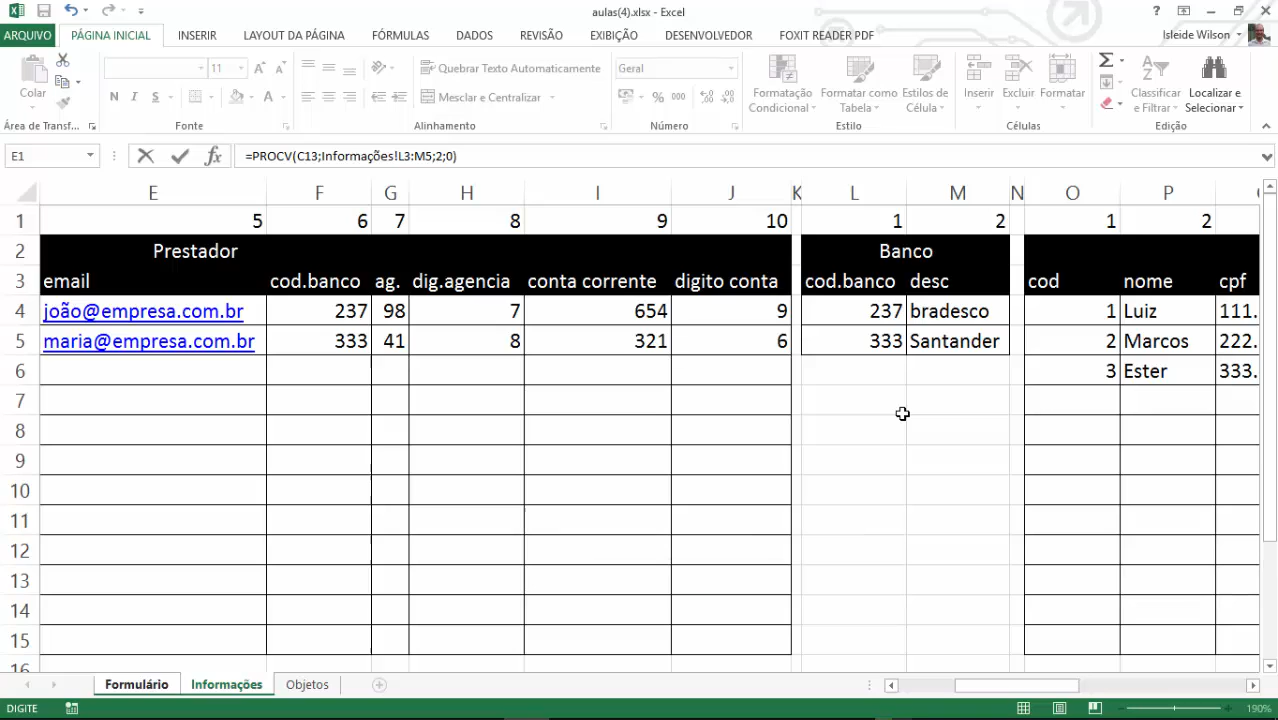 aulas(4).xlsx - Excel
ARQUIVO PÁGINA INICIAL INSERIR LAYOUT DA PÁGINA FÓRMULAS DADOS REVISÃO EXIBIÇÃO DESENVOLVEDOR FOXIT READER PDF Isleide Wilson
Colar
11
Quebrar Texto Automaticamente
Geral
Formatação Condicional
Formatar como Tabela
Estilos de Célula
Inserir Excluir Formatar
Classificar e Filtrar
Localizar e Selecionar
N I S
Mesclar e Centralizar
% 000
Área de Transf... Fonte Alinhamento Número Estilo Células Edição
E1 fx =PROCV(C13;Informações!L3:M5;2;0)
E F G H I J K L M N O P
1 5 6 7 8 9 10 1 2 1 2
2 Prestador Banco
3 email cod.banco ag. dig.agencia conta corrente digito conta cod.banco desc cod nome cpf
4 joão@empresa.com.br 237 98 7 654 9 237 bradesco 1 Luiz 111.
5 maria@empresa.com.br 333 41 8 321 6 333 Santander 2 Marcos 222.
6 3 Ester 333.
7
8
9
10
11
12
13
14
15
16
Formulário Informações Objetos
DIGITE 190%